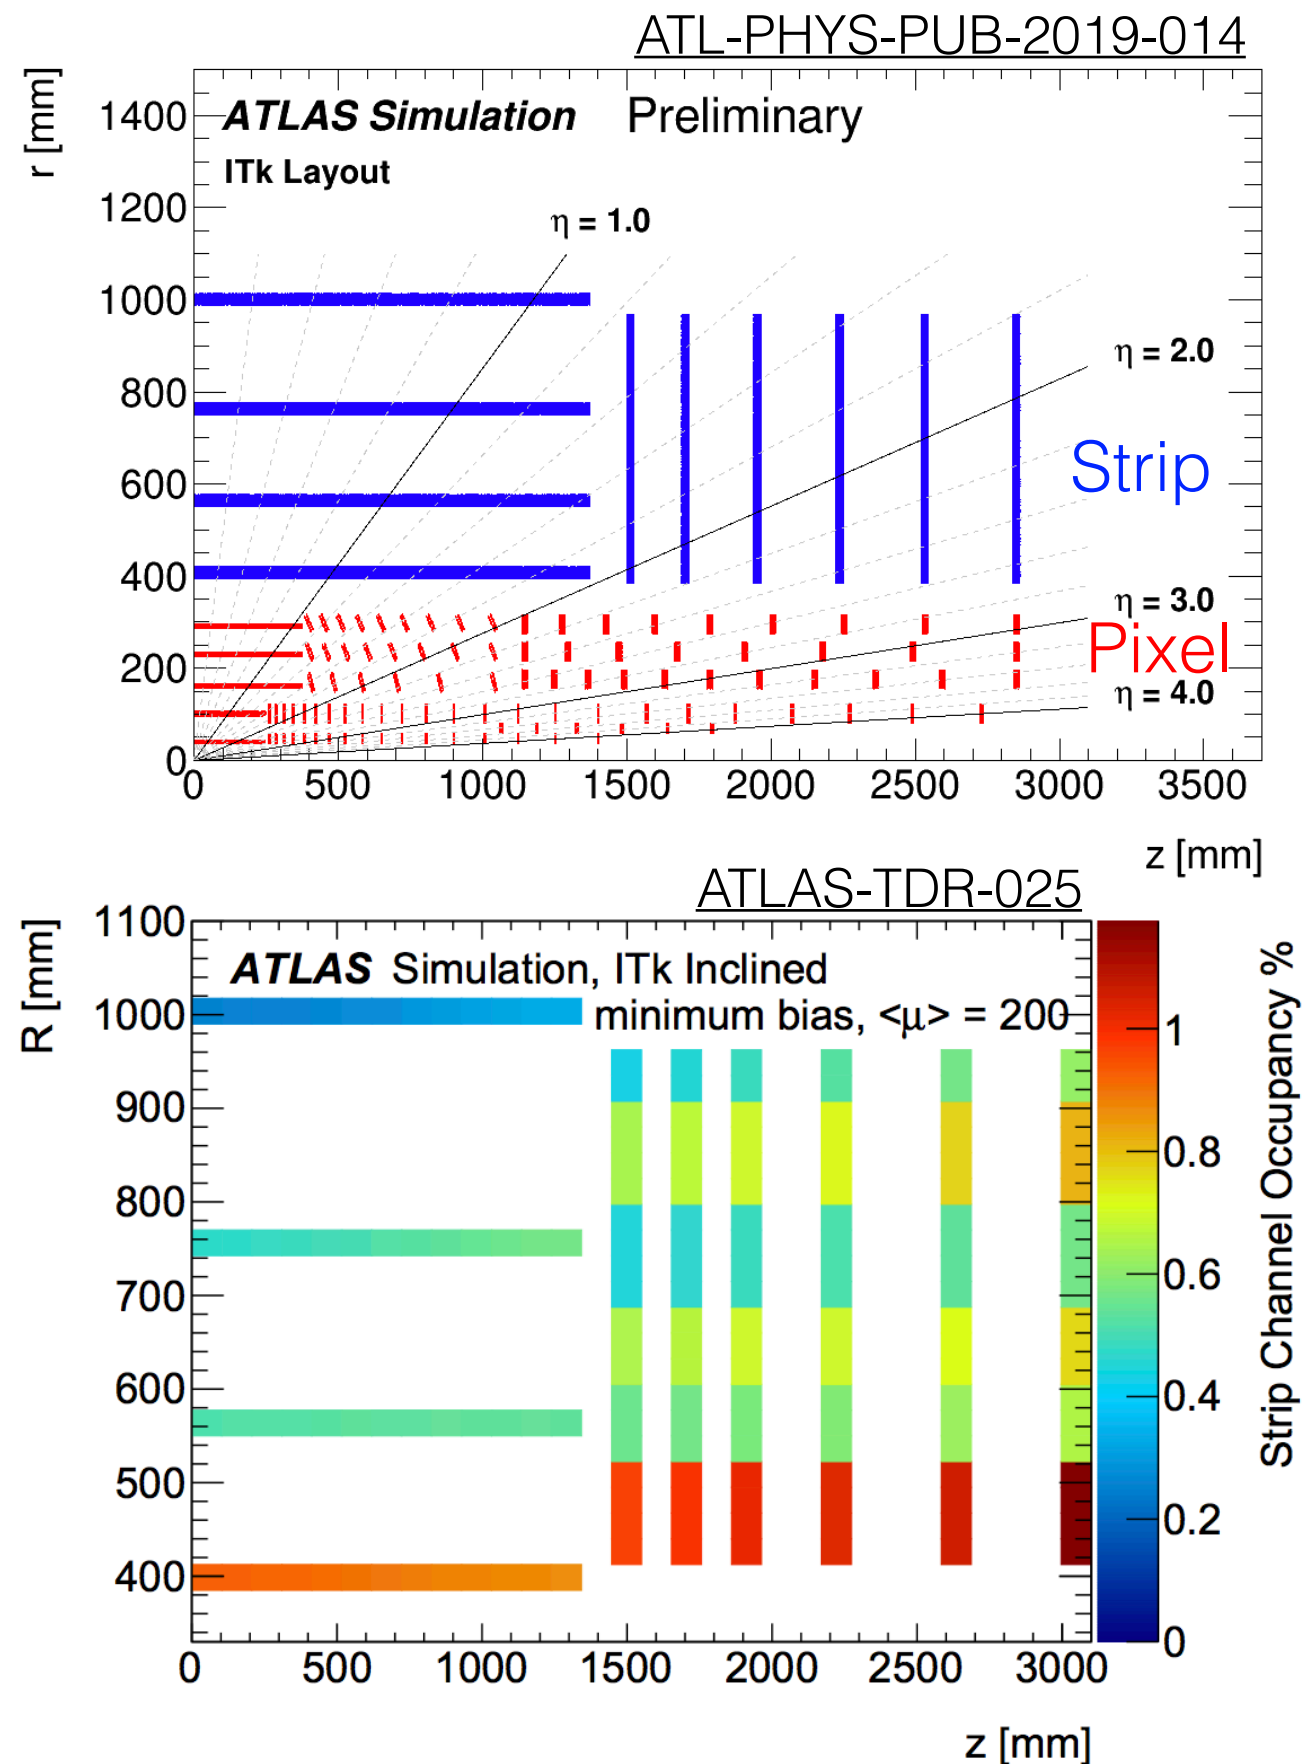 ATL-PHYS-PUB-2019-014
r [mm]
1400
ATLAS Simulation Preliminary
ITk Layout
1200
η = 1.0
1000
η = 2.0
800
Strip
600
400
η = 3.0
Pixel
200
η = 4.0
0
0 500 1000 1500 2000 2500 3000 3500
z [mm]
ATLAS-TDR-025
R [mm]
1100
ATLAS Simulation, ITk Inclined
minimum bias, <μ> = 200
1000
900
800
700
600
500
400
0 500 1000 1500 2000 2500 3000
z [mm]
1
0.8
0.6
0.4
0.2
0
Strip Channel Occupancy %